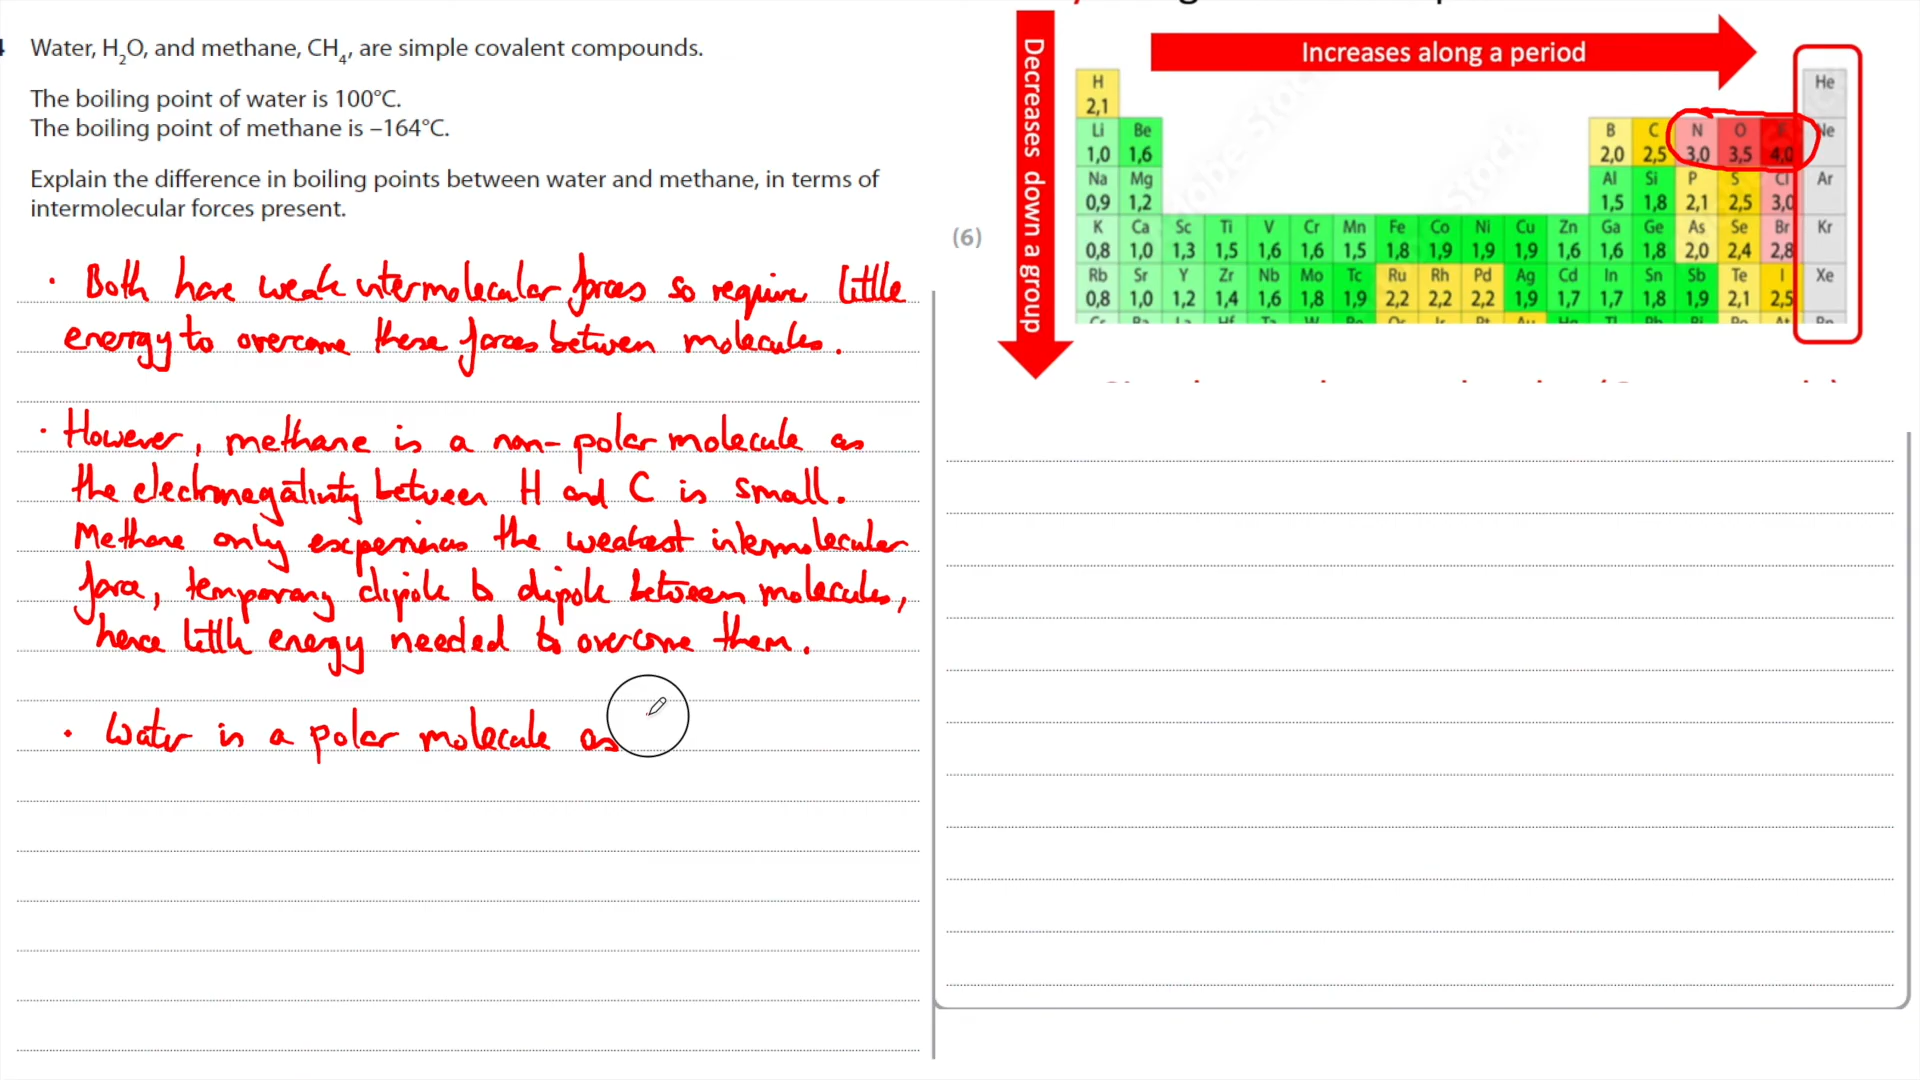 Water, H2O, and methane, CH4, are simple covalent compounds.
The boiling point of water is 100°C.
The boiling point of methane is –164°C.
Explain the difference in boiling points between water and methane, in terms of
intermolecular forces present.
(6)
· Both have weak intermolecular forces so require little
energy to overcome these forces between molecules.
· However, methane is a non-polar molecule as
the electronegativity between H and C is small.
Methane only experiences the weakest intermolecular
force, temporary dipole to dipole between molecules,
hence little energy needed to overcome them.
· Water is a polar molecule as
Increases along a period
Decreases down a group
H He
2,1
Li Be B C N O F Ne
1,0 1,6 2,0 2,5 3,0 3,5 4,0
Na Mg Al Si P S Cl Ar
0,9 1,2 1,5 1,8 2,1 2,5 3,0
K Ca Sc Ti V Cr Mn Fe Co Ni Cu Zn Ga Ge As Se Br Kr
0,8 1,0 1,3 1,5 1,6 1,6 1,5 1,8 1,9 1,9 1,9 1,6 1,6 1,8 2,0 2,4 2,8
Rb Sr Y Zr Nb Mo Tc Ru Rh Pd Ag Cd In Sn Sb Te I Xe
0,8 1,0 1,2 1,4 1,6 1,8 1,9 2,2 2,2 2,2 1,9 1,7 1,7 1,8 1,9 2,1 2,5